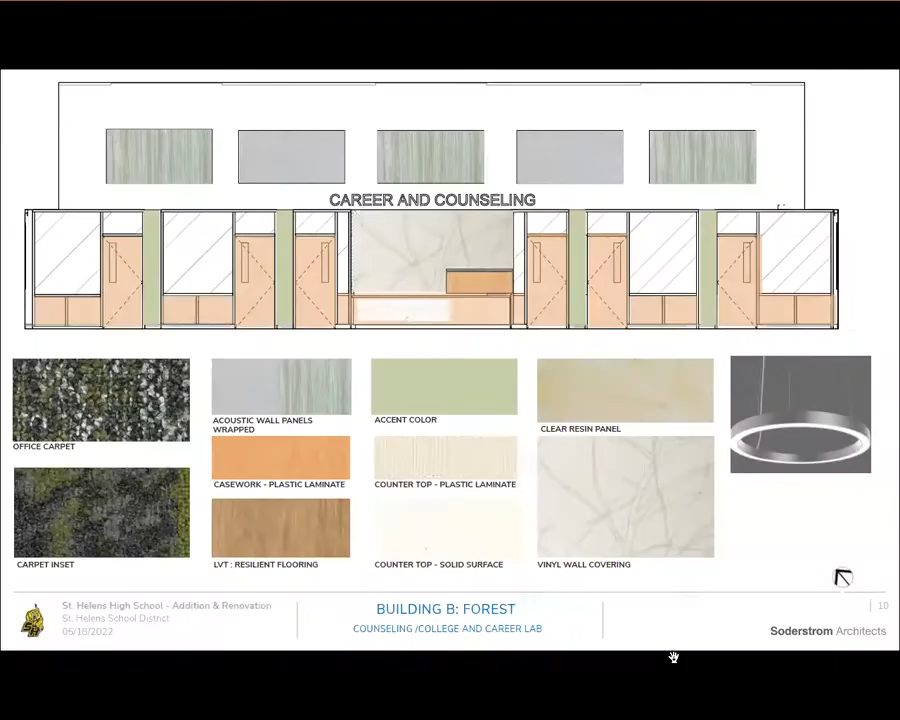 CAREER AND COUNSELING
OFFICE CARPET
ACOUSTIC WALL PANELS
WRAPPED
ACCENT COLOR
CLEAR RESIN PANEL
CASEWORK - PLASTIC LAMINATE
COUNTER TOP - PLASTIC LAMINATE
CARPET INSET
LVT : RESILIENT FLOORING
COUNTER TOP - SOLID SURFACE
VINYL WALL COVERING
St. Helens High School - Addition & Renovation
St. Helens School District
05/18/2022
BUILDING B: FOREST
COUNSELING /COLLEGE AND CAREER LAB
10
Soderstrom Architects